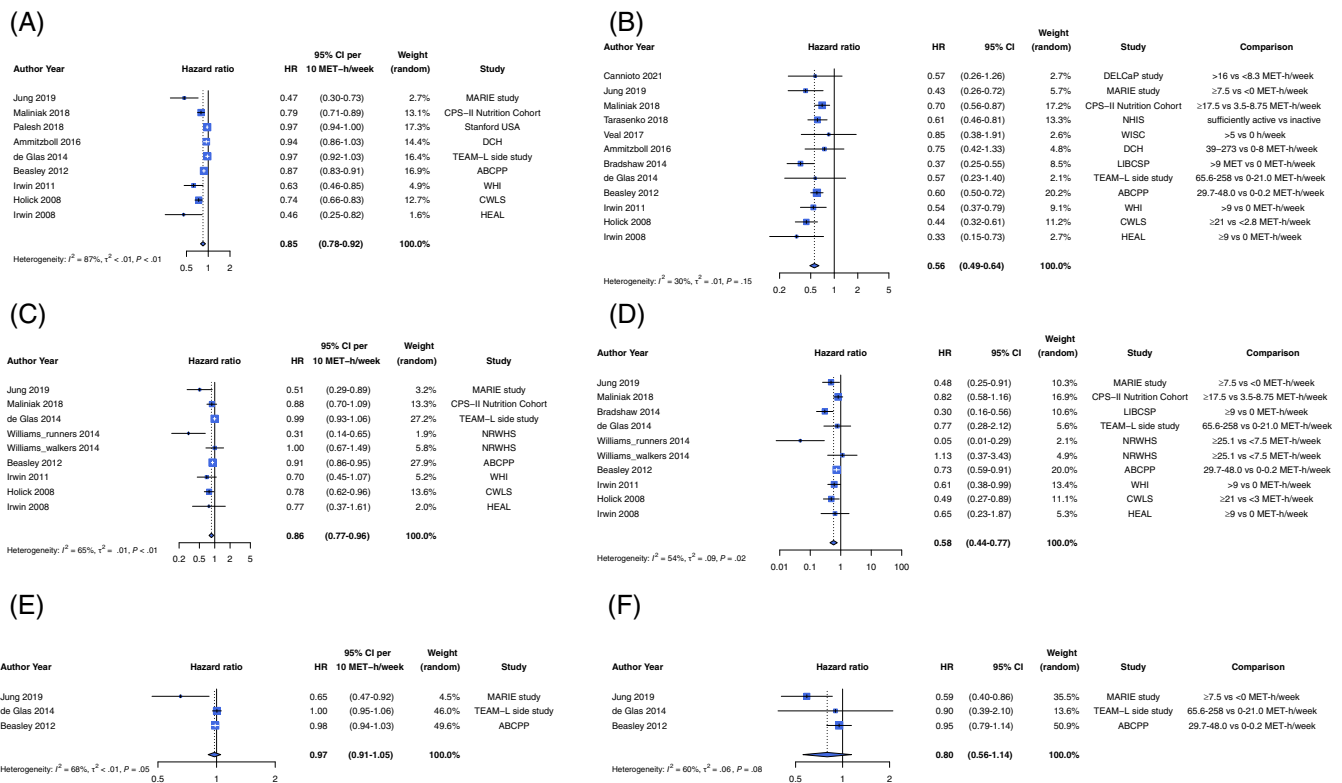 (A)
95% CI per Weight
Author Year Hazard ratio HR 10 MET−h/week (random) Study
Jung 2019 0.47 (0.30-0.73) 2.7% MARIE study
Maliniak 2018 0.79 (0.71-0.89) 13.1% CPS−II Nutrition Cohort
Palesh 2018 0.97 (0.94-1.00) 17.3% Stanford USA
Ammitzboll 2016 0.94 (0.86-1.03) 14.4% DCH
de Glas 2014 0.97 (0.92-1.03) 16.4% TEAM−L side study
Beasley 2012 0.87 (0.83-0.91) 16.9% ABCPP
Irwin 2011 0.63 (0.46-0.85) 4.9% WHI
Holick 2008 0.74 (0.66-0.83) 12.7% CWLS
Irwin 2008 0.46 (0.25-0.82) 1.6% HEAL
0.85 (0.78-0.92) 100.0%
Heterogeneity: I² = 87%, τ² < .01, P < .01
0.5 1 2
(B)
Weight
Author Year Hazard ratio HR 95% CI (random) Study Comparison
Cannioto 2021 0.57 (0.26-1.26) 2.7% DELCaP study >16 vs <8.3 MET-h/week
Jung 2019 0.43 (0.26-0.72) 5.7% MARIE study ≥7.5 vs <0 MET-h/week
Maliniak 2018 0.70 (0.56-0.87) 17.2% CPS−II Nutrition Cohort ≥17.5 vs 3.5-8.75 MET-h/week
Tarasenko 2018 0.61 (0.46-0.81) 13.3% NHIS sufficiently active vs inactive
Veal 2017 0.85 (0.38-1.91) 2.6% WISC >5 vs 0 h/week
Ammitzboll 2016 0.75 (0.42-1.33) 4.8% DCH 39−273 vs 0-8 MET-h/week
Bradshaw 2014 0.37 (0.25-0.55) 8.5% LIBCSP >9 MET vs 0 MET-h/week
de Glas 2014 0.57 (0.23-1.40) 2.1% TEAM−L side study 65.6-258 vs 0-21.0 MET-h/week
Beasley 2012 0.60 (0.50-0.72) 20.2% ABCPP 29.7-48.0 vs 0-0.2 MET-h/week
Irwin 2011 0.54 (0.37-0.79) 9.1% WHI >9 vs 0 MET-h/week
Holick 2008 0.44 (0.32-0.61) 11.2% CWLS ≥21 vs <2.8 MET-h/week
Irwin 2008 0.33 (0.15-0.73) 2.7% HEAL ≥9 vs 0 MET-h/week
0.56 (0.49-0.64) 100.0%
Heterogeneity: I² = 30%, τ² = .01, P = .15
0.2 0.5 1 2 5
(C)
95% CI per Weight
Author Year Hazard ratio HR 10 MET−h/week (random) Study
Jung 2019 0.51 (0.29-0.89) 3.2% MARIE study
Maliniak 2018 0.88 (0.70-1.09) 13.3% CPS−II Nutrition Cohort
de Glas 2014 0.99 (0.93-1.06) 27.2% TEAM−L side study
Williams_runners 2014 0.31 (0.14-0.65) 1.9% NRWHS
Williams_walkers 2014 1.00 (0.67-1.49) 5.8% NRWHS
Beasley 2012 0.91 (0.86-0.95) 27.9% ABCPP
Irwin 2011 0.70 (0.45-1.07) 5.2% WHI
Holick 2008 0.78 (0.62-0.96) 13.6% CWLS
Irwin 2008 0.77 (0.37-1.61) 2.0% HEAL
0.86 (0.77-0.96) 100.0%
Heterogeneity: I² = 65%, τ² = .01, P < .01
0.2 0.5 1 2 5
(D)
Weight
Author Year Hazard ratio HR 95% CI (random) Study Comparison
Jung 2019 0.48 (0.25-0.91) 10.3% MARIE study ≥7.5 vs <0 MET-h/week
Maliniak 2018 0.82 (0.58-1.16) 16.9% CPS−II Nutrition Cohort ≥17.5 vs 3.5-8.75 MET-h/week
Bradshaw 2014 0.30 (0.16-0.56) 10.6% LIBCSP ≥9 vs 0 MET-h/week
de Glas 2014 0.77 (0.28-2.12) 5.6% TEAM−L side study 65.6-258 vs 0-21.0 MET-h/week
Williams_runners 2014 0.05 (0.01-0.29) 2.1% NRWHS ≥25.1 vs <7.5 MET-h/week
Williams_walkers 2014 1.13 (0.37-3.43) 4.9% NRWHS ≥25.1 vs <7.5 MET-h/week
Beasley 2012 0.73 (0.59-0.91) 20.0% ABCPP 29.7-48.0 vs 0-0.2 MET-h/week
Irwin 2011 0.61 (0.38-0.99) 13.4% WHI >9 vs 0 MET-h/week
Holick 2008 0.49 (0.27-0.89) 11.1% CWLS ≥21 vs <3 MET-h/week
Irwin 2008 0.65 (0.23-1.87) 5.3% HEAL ≥9 vs 0 MET-h/week
0.58 (0.44-0.77) 100.0%
Heterogeneity: I² = 54%, τ² = .09, P = .02
0.01 0.1 1 10 100
(E)
95% CI per Weight
Author Year Hazard ratio HR 10 MET−h/week (random) Study
Jung 2019 0.65 (0.47-0.92) 4.5% MARIE study
de Glas 2014 1.00 (0.95-1.06) 46.0% TEAM−L side study
Beasley 2012 0.98 (0.94-1.03) 49.6% ABCPP
0.97 (0.91-1.05) 100.0%
Heterogeneity: I² = 68%, τ² < .01, P = .05
0.5 1 2
(F)
Weight
Author Year Hazard ratio HR 95% CI (random) Study Comparison
Jung 2019 0.59 (0.40-0.86) 35.5% MARIE study ≥7.5 vs <0 MET-h/week
de Glas 2014 0.90 (0.39-2.10) 13.6% TEAM−L side study 65.6-258 vs 0-21.0 MET-h/week
Beasley 2012 0.95 (0.79-1.14) 50.9% ABCPP 29.7-48.0 vs 0-0.2 MET-h/week
0.80 (0.56-1.14) 100.0%
Heterogeneity: I² = 60%, τ² = .06, P = .08
0.5 1 2